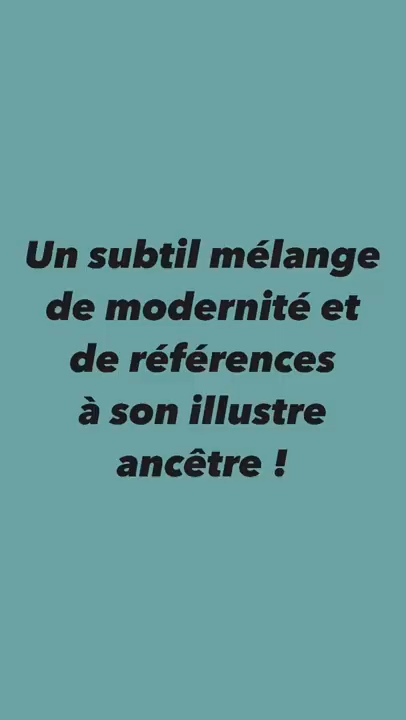 Un subtil mélange
de modernité et
de références
à son illustre
ancêtre !